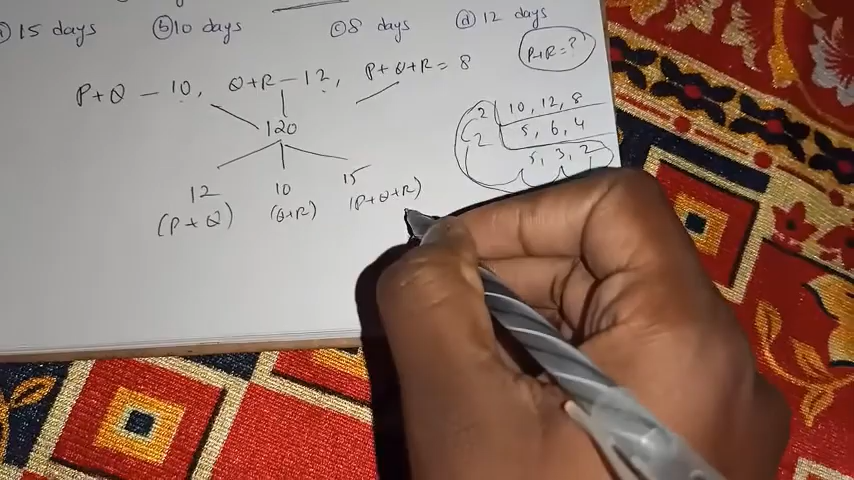 a) 15 days (b) 10 days (c) 8 days (d) 12 days
P+R=?
P+Q - 10, Q+R - 12, P+Q+R = 8
120
12 10 15
(P+Q) (Q+R) (P+Q+R)
2 10, 12, 8
2 5, 6, 4
5, 3, 2